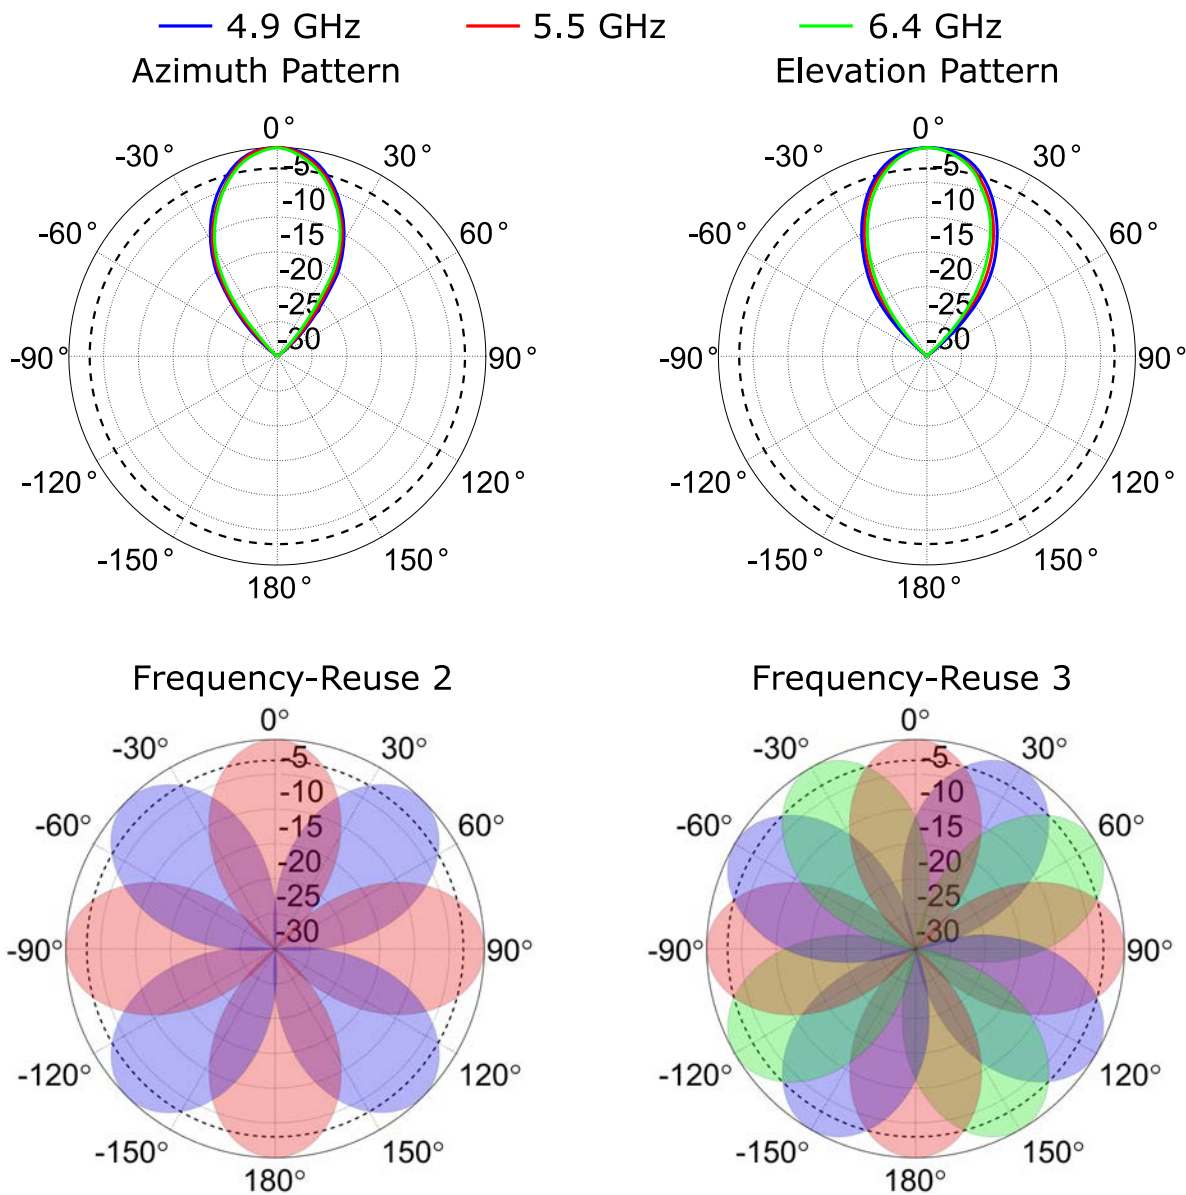 4.9 GHz 5.5 GHz 6.4 GHz
Azimuth Pattern Elevation Pattern
0° 0°
-30° 30° -30° 30°
-5 -5
-10 -10
-60° -15 60° -60° -15 60°
-20 -20
-25 -25
-30 -30
-90° 90° -90° 90°
-120° 120° -120° 120°
-150° 150° -150° 150°
180° 180°
Frequency-Reuse 2 Frequency-Reuse 3
0° 0°
-30° 30° -30° 30°
-5 -5
-10 -10
-60° -15 60° -60° -15 60°
-20 -20
-25 -25
-30 -30
-90° 90° -90° 90°
-120° 120° -120° 120°
-150° 150° -150° 150°
180° 180°